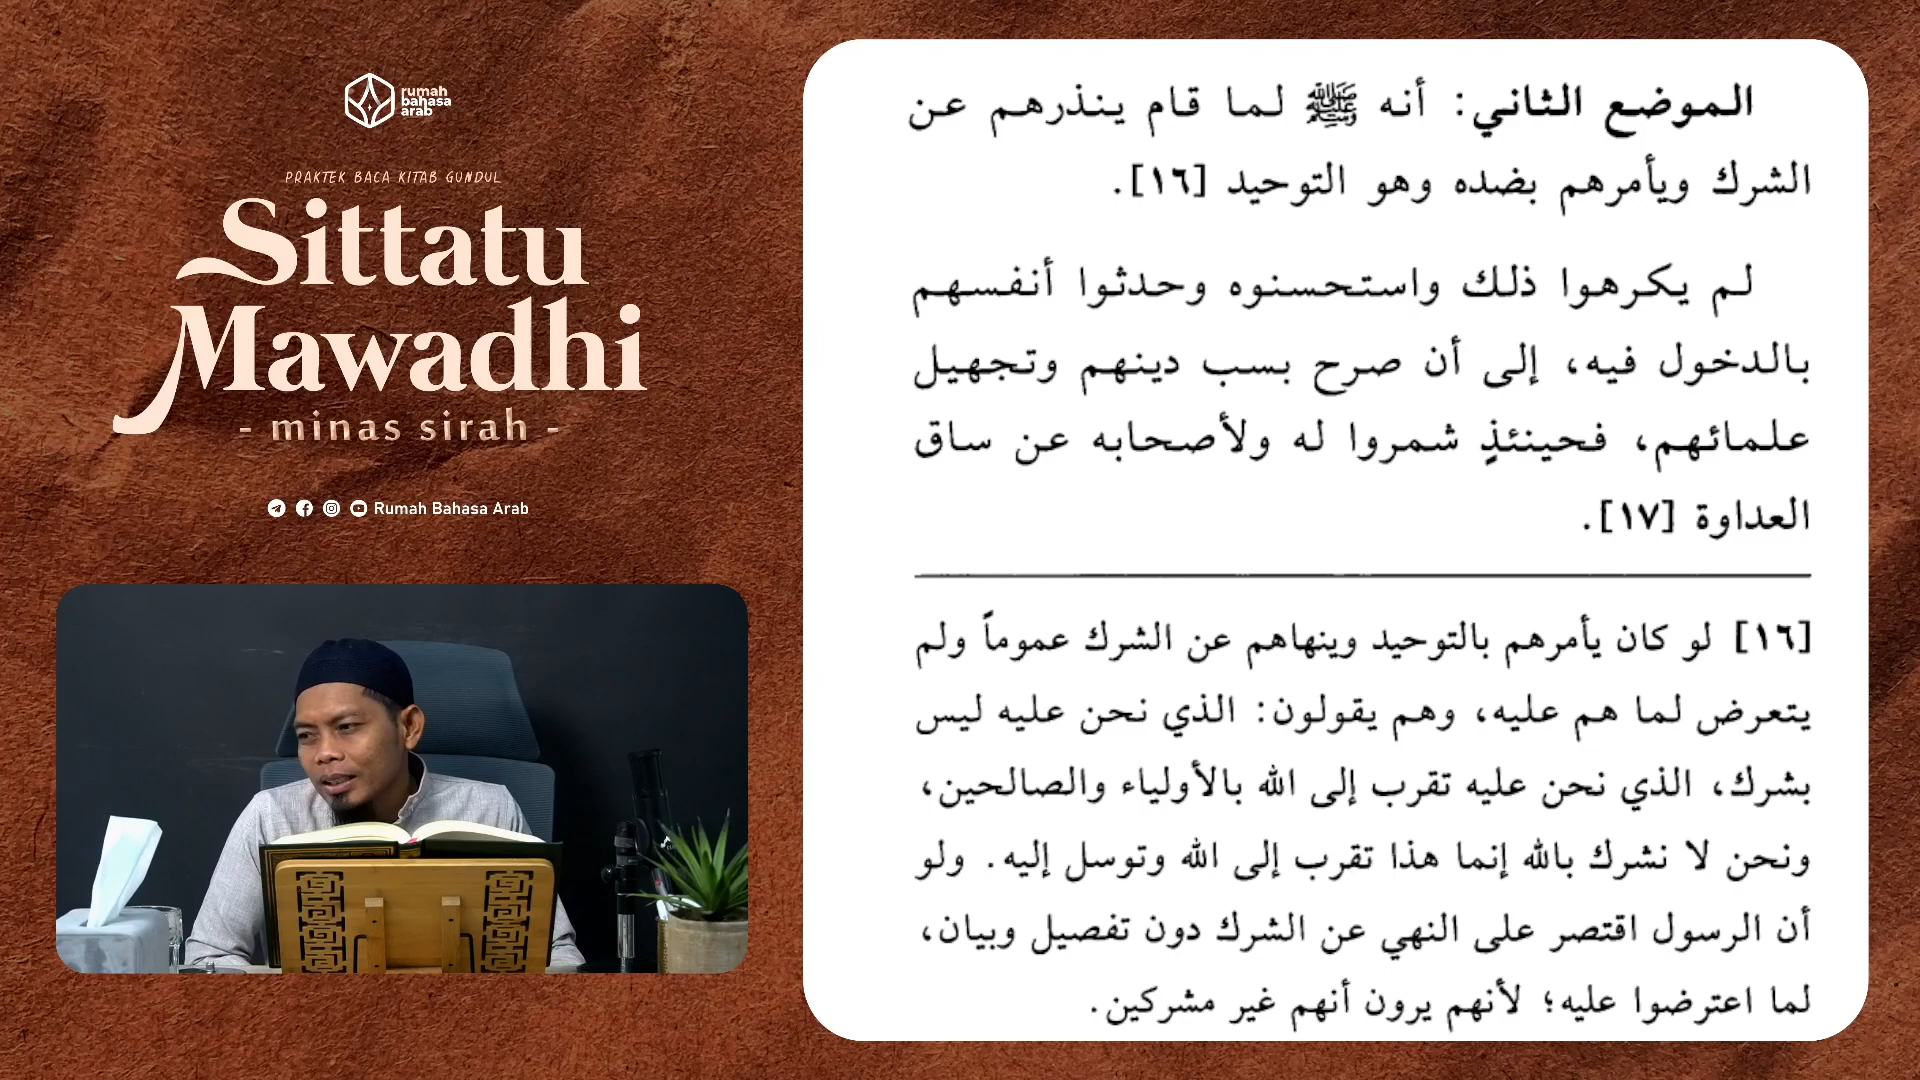 rumah
bahasa
arab
PRAKTEK BACA KITAB GUNDUL
Sittatu
Mawadhi
- minas sirah -
Rumah Bahasa Arab
الموضع الثاني: أنه ﷺ لما قام ينذرهم عن
الشرك ويأمرهم بضده وهو التوحيد [١٦].
لم يكرهوا ذلك واستحسنوه وحدثوا أنفسهم
بالدخول فيه، إلى أن صرح بسب دينهم وتجهيل
علمائهم، فحينئذٍ شمروا له ولأصحابه عن ساق
العداوة [١٧].
[١٦] لو كان يأمرهم بالتوحيد وينهاهم عن الشرك عموماً ولم
يتعرض لما هم عليه، وهم يقولون: الذي نحن عليه ليس
بشرك، الذي نحن عليه تقرب إلى الله بالأولياء والصالحين،
ونحن لا نشرك بالله إنما هذا تقرب إلى الله وتوسل إليه. ولو
أن الرسول اقتصر على النهي عن الشرك دون تفصيل وبيان،
لما اعترضوا عليه؛ لأنهم يرون أنهم غير مشركين.